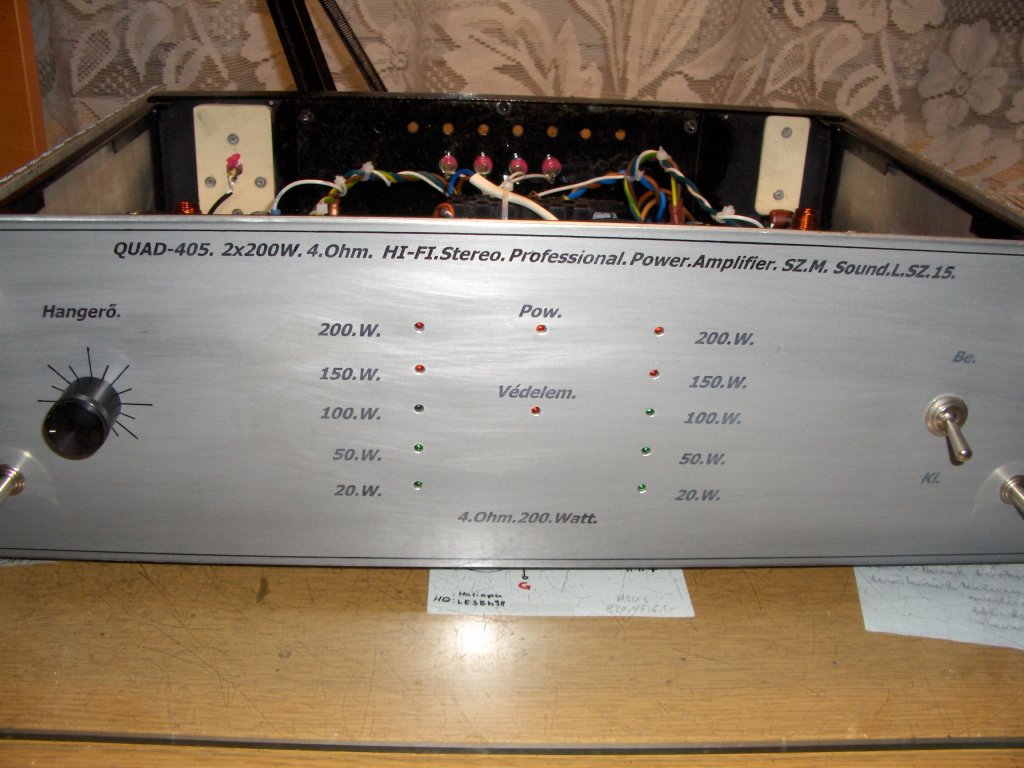 QUAD-405. 2x200W. 4.Ohm. HI-FI.Stereo. Professional.Power.Amplifier. SZ.M. Sound.L.SZ.15.
Hangerő.
Pow.
200.W.
200.W.
Be.
150.W.
150.W.
Védelem.
100.W.
100.W.
50.W.
50.W.
Ki.
20.W.
20.W.
4.Ohm.200.Watt.
G
HQ: